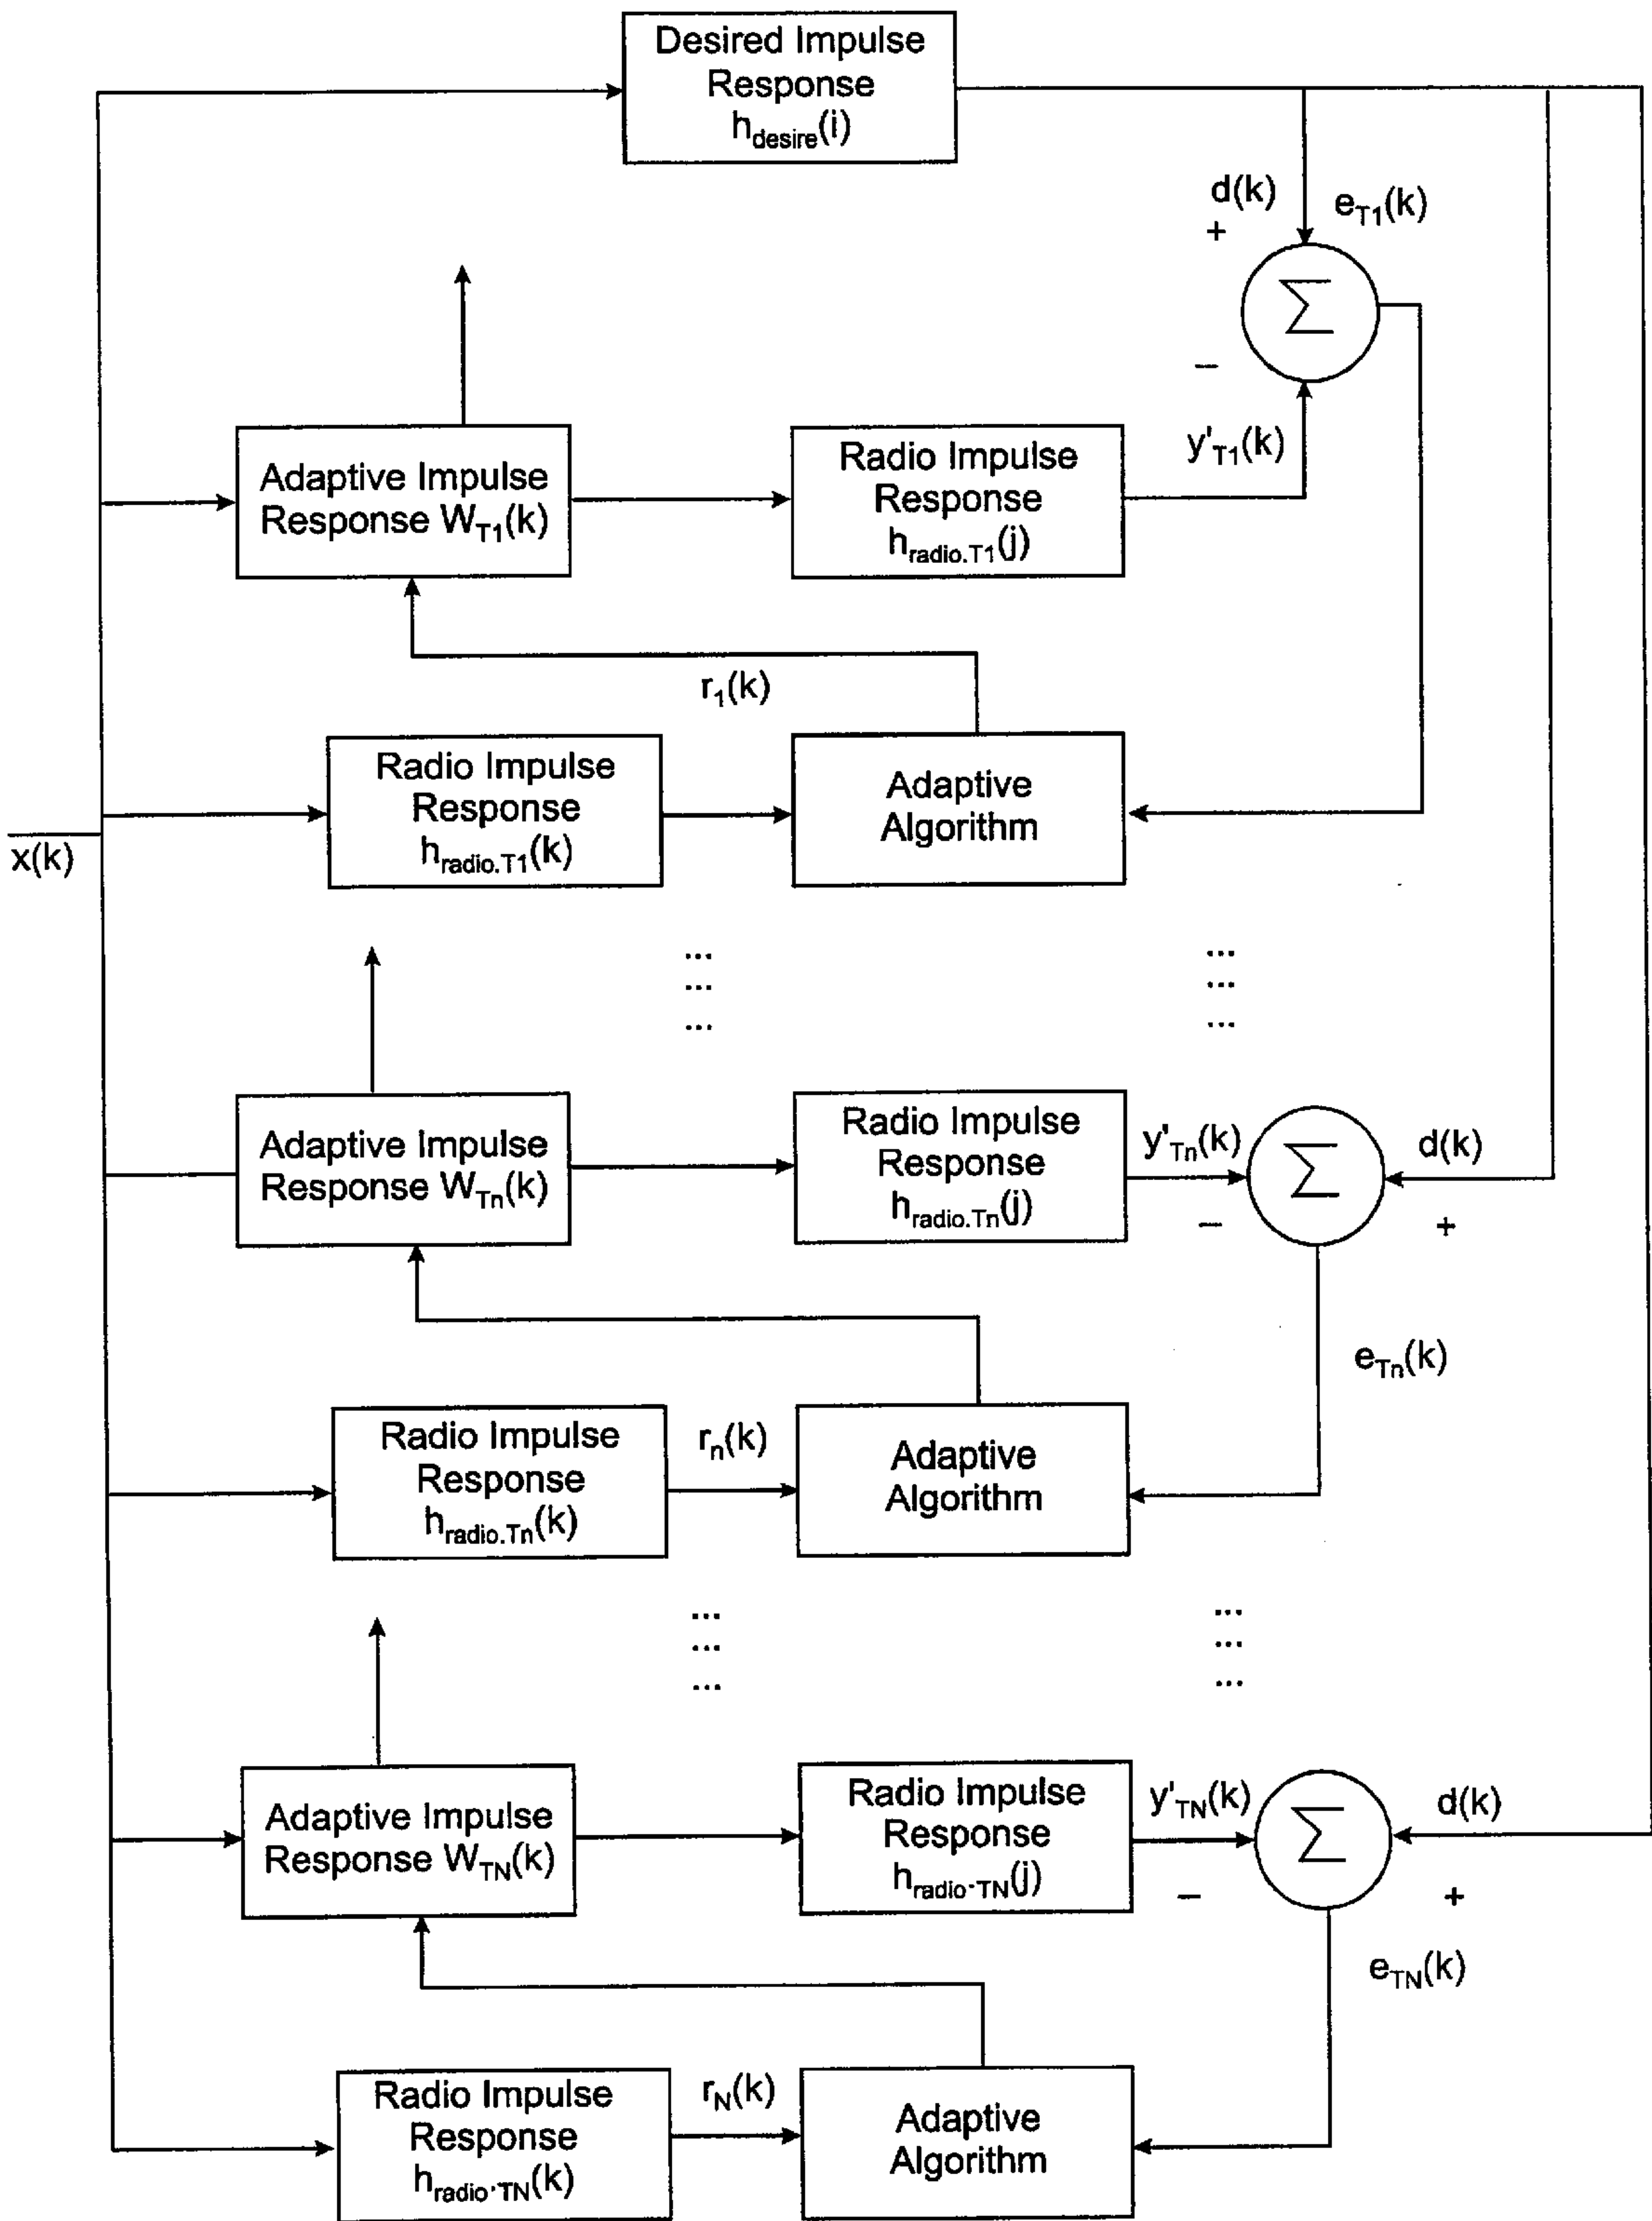 Desired Impulse
Response
h_desire(i)
d(k)
+
e_T1(k)
Σ
−
Adaptive Impulse
Response W_T1(k)
Radio Impulse
Response
h_radio.T1(j)
y'_T1(k)
r_1(k)
Radio Impulse
Response
h_radio.T1(k)
Adaptive
Algorithm
x(k)
... ...
... ...
... ...
Adaptive Impulse
Response W_Tn(k)
Radio Impulse
Response
h_radio.Tn(j)
y'_Tn(k)
−
Σ
d(k)
+
e_Tn(k)
Radio Impulse
Response
h_radio.Tn(k)
r_n(k)
Adaptive
Algorithm
... ...
... ...
... ...
Adaptive Impulse
Response W_TN(k)
Radio Impulse
Response
h_radio·TN(j)
y'_TN(k)
−
Σ
d(k)
+
e_TN(k)
Radio Impulse
Response
h_radio·TN(k)
r_N(k)
Adaptive
Algorithm